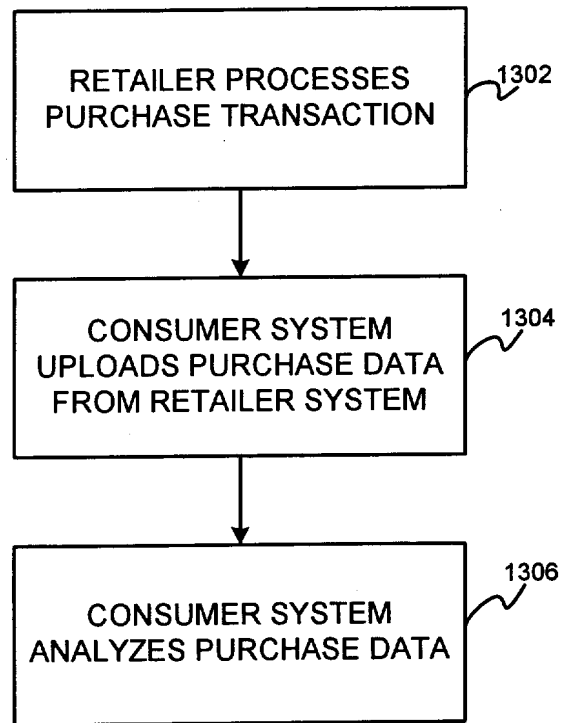 RETAILER PROCESSES
PURCHASE TRANSACTION
1302
CONSUMER SYSTEM
UPLOADS PURCHASE DATA
FROM RETAILER SYSTEM
1304
CONSUMER SYSTEM
ANALYZES PURCHASE DATA
1306